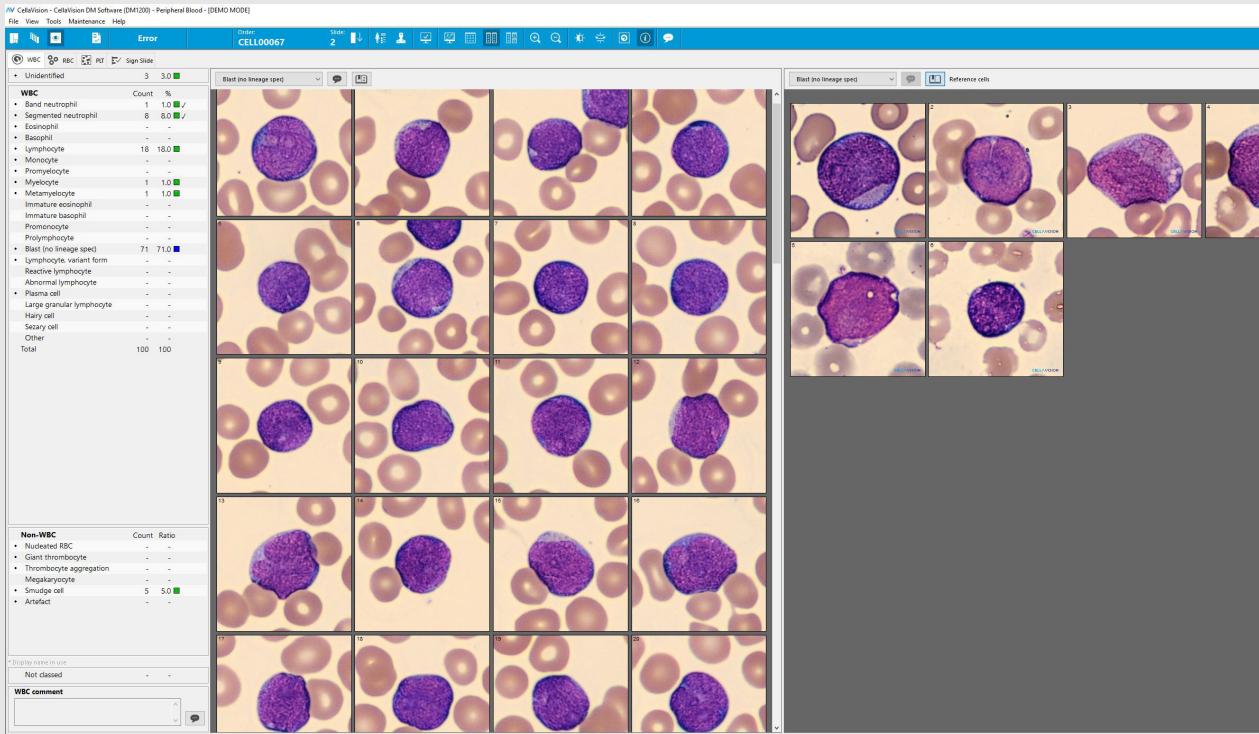 CellaVision - CellaVision DM Software (DM1200) - Peripheral Blood - [DEMO MODE]
File View Tools Maintenance Help
Error
Order:
CELL00067
Slide:
2
WBC RBC PLT Sign Slide
Unidentified 3 3.0
WBC Count %
Band neutrophil 1 1.0
Segmented neutrophil 8 8.0
Eosinophil - -
Basophil - -
Lymphocyte 18 18.0
Monocyte - -
Promyelocyte - -
Myelocyte 1 1.0
Metamyelocyte 1 1.0
Immature eosinophil - -
Immature basophil - -
Promonocyte - -
Prolymphocyte - -
Blast (no lineage spec) 71 71.0
Lymphocyte, variant form - -
Reactive lymphocyte - -
Abnormal lymphocyte - -
Plasma cell - -
Large granular lymphocyte - -
Hairy cell - -
Sezary cell - -
Other - -
Total 100 100
Non-WBC Count Ratio
Nucleated RBC - -
Giant thrombocyte - -
Thrombocyte aggregation - -
Megakaryocyte - -
Smudge cell 5 5.0
Artefact - -
* Display name in use
Not classed - -
WBC comment
Blast (no lineage spec)
5 6 7 8
9 10 11 12
13 14 15 16
17 18 19 20
Blast (no lineage spec) Reference cells
2 3 4
CELLAVISION CELLAVISION CELLAVISION
5 6
CELLAVISION CELLAVISION